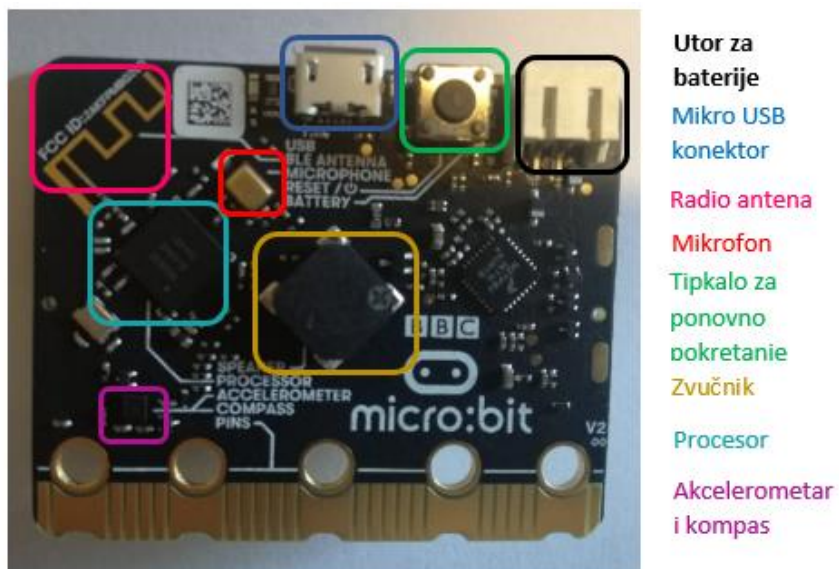 FCC ID:
USB
BLE ANTENNA
MICROPHONE
RESET /
BATTERY
BBC
SPEAKER
PROCESSOR
ACCELEROMETER
COMPASS
PINS
micro:bit
V2
Utor za
baterije
Mikro USB
konektor
Radio antena
Mikrofon
Tipkalo za
ponovno
pokretanje
Zvučnik
Procesor
Akcelerometar
i kompas